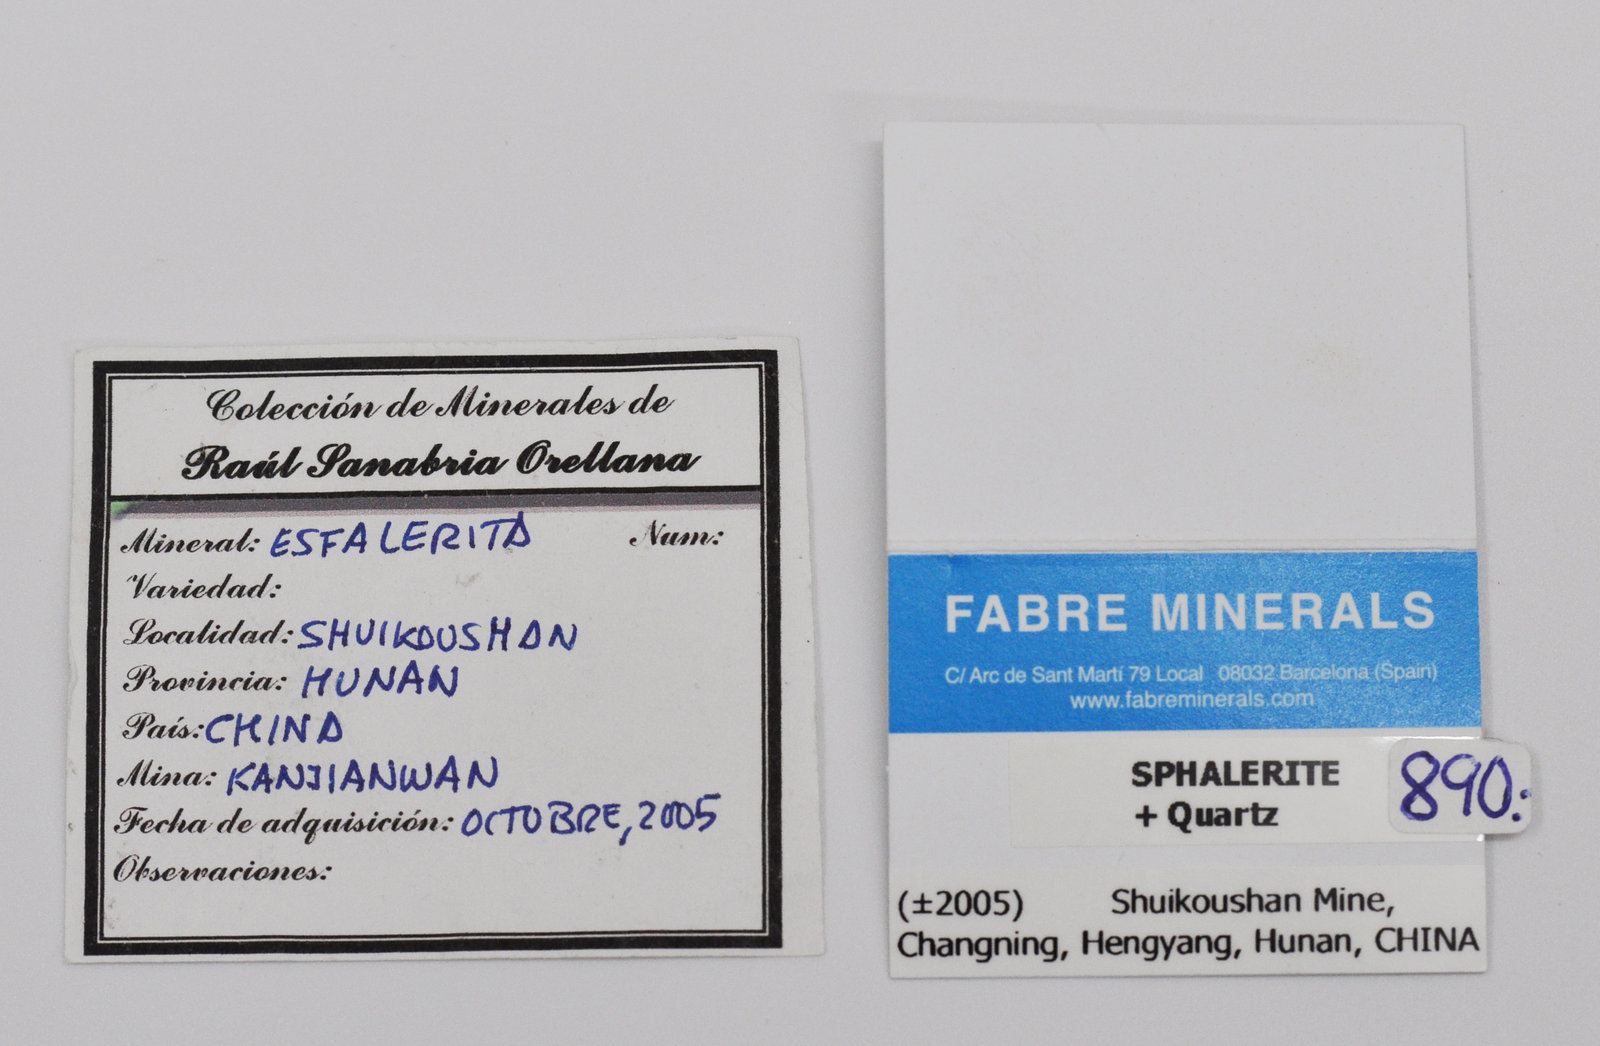 Colección de Minerales de
Raúl Sanabria Orellana
Mineral: ESFALERITA Num:
Variedad:
Localidad: SHUIKOUSHAN
Provincia: HUNAN
País: CHINA
Mina: KANJIANWAN
Fecha de adquisición: OCTOBRE, 2005
Observaciones:
FABRE MINERALS
C/ Arc de Sant Martí 79 Local 08032 Barcelona (Spain)
www.fabreminerals.com
SPHALERITE
+ Quartz
890.:
(±2005) Shuikoushan Mine,
Changning, Hengyang, Hunan, CHINA